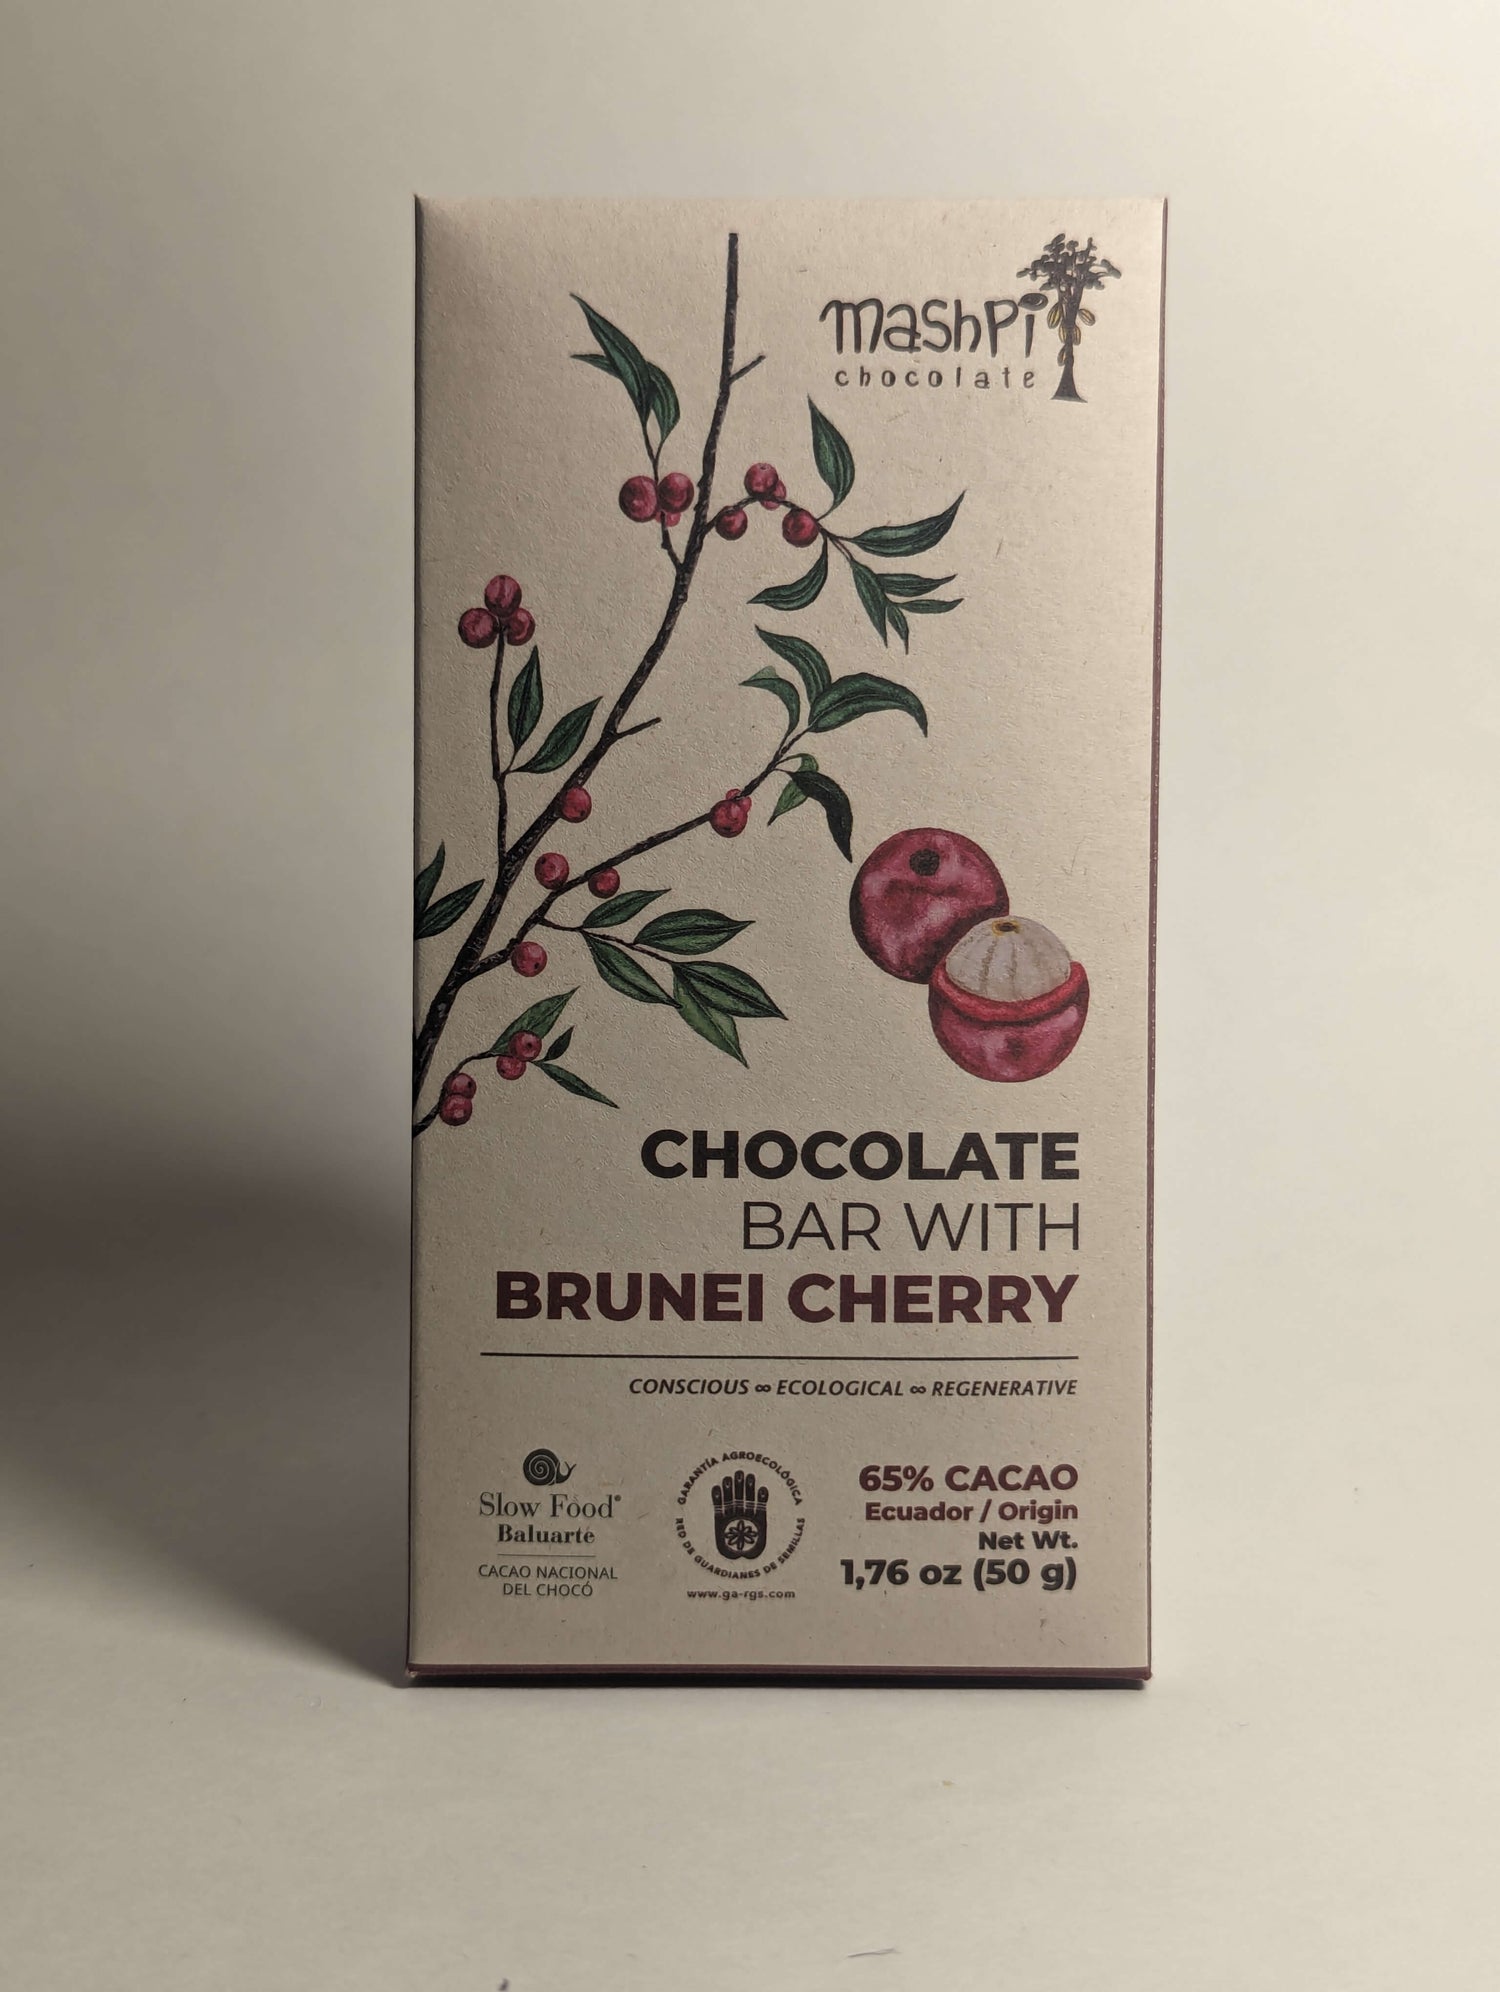 mashpi
chocolate
CHOCOLATE
BAR WITH
BRUNEI CHERRY
CONSCIOUS ∞ ECOLOGICAL ∞ REGENERATIVE
Slow Food®
Baluarte
CACAO NACIONAL
DEL CHOCÓ
GARANTÍA AGROECOLÓGICA
RED DE GUARDIANES DE SEMILLAS
www.ga-rgs.com
65% CACAO
Ecuador / Origin
Net Wt.
1,76 oz (50 g)